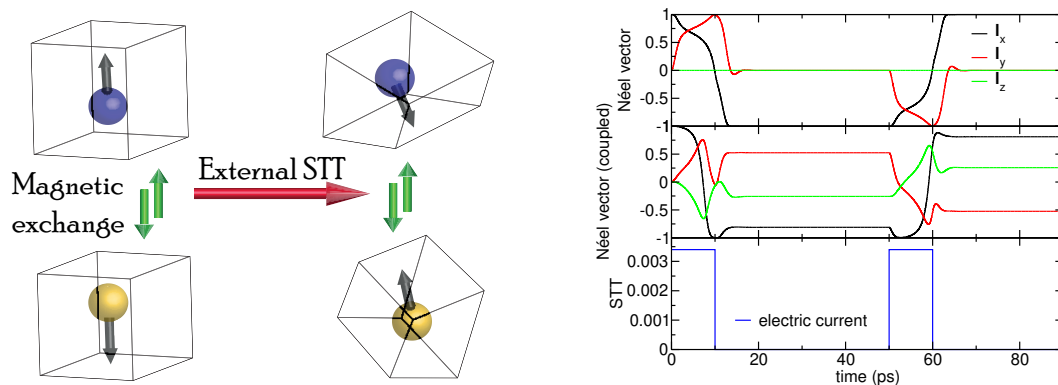 Magnetic
exchange
External STT
Néel vector
1
0.5
0
-0.5
-1
l_x
l_y
l_z
Néel vector (coupled)
0.5
0
-0.5
-1
STT
0.003
0.002
0.001
0
electric current
0
20
40
60
80
time (ps)